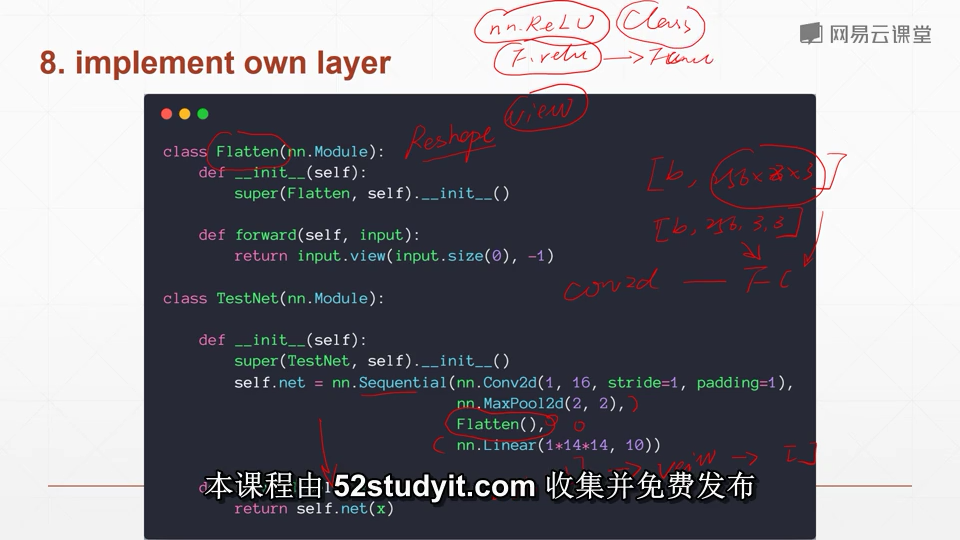 nn.ReLU class
网易云课堂
8. implement own layer
F.relu
view
Reshape
class Flatten(nn.Module):
def __init__(self):
super(Flatten, self).__init__()
def forward(self, input):
return input.view(input.size(0), -1)
[b, 256×3×3]
[b, 256, 3, 3]
conv2d — FC
class TestNet(nn.Module):
def __init__(self):
super(TestNet, self).__init__()
self.net = nn.Sequential(nn.Conv2d(1, 16, stride=1, padding=1),
nn.MaxPool2d(2, 2),
Flatten(),
nn.Linear(1*14*14, 10))
本课程由 52studyit.com 收集并免费发布
return self.net(x)